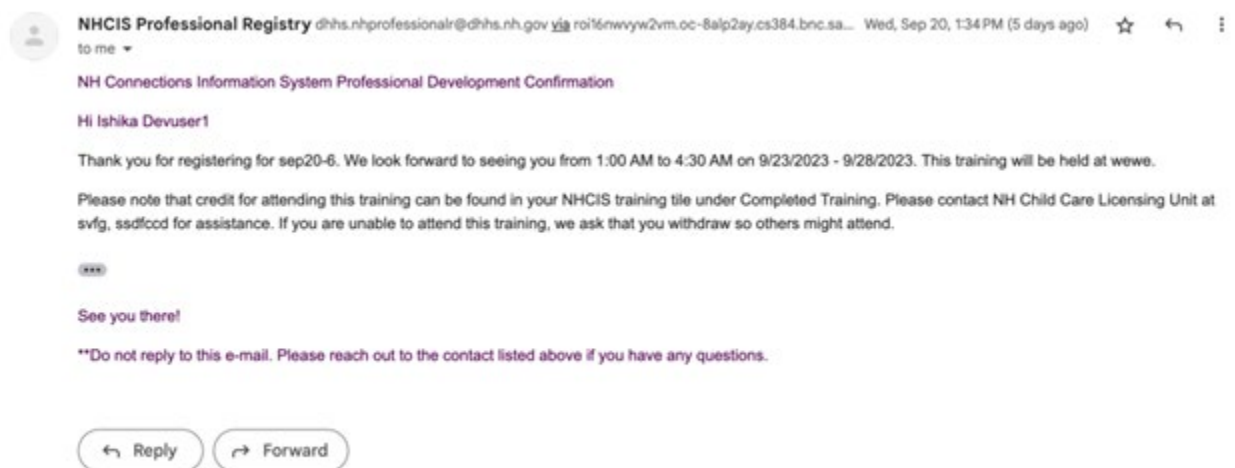 NHCIS Professional Registry dhhs.nhprofessionalr@dhhs.nh.gov via roi16nwvyw2vm.oc-8alp2ay.cs384.bnc.sa... Wed, Sep 20, 1:34 PM (5 days ago)
to me
NH Connections Information System Professional Development Confirmation
Hi Ishika Devuser1
Thank you for registering for sep20-6. We look forward to seeing you from 1:00 AM to 4:30 AM on 9/23/2023 - 9/28/2023. This training will be held at wewe.
Please note that credit for attending this training can be found in your NHCIS training tile under Completed Training. Please contact NH Child Care Licensing Unit at
svfg, ssdfccd for assistance. If you are unable to attend this training, we ask that you withdraw so others might attend.
See you there!
**Do not reply to this e-mail. Please reach out to the contact listed above if you have any questions.
Reply Forward